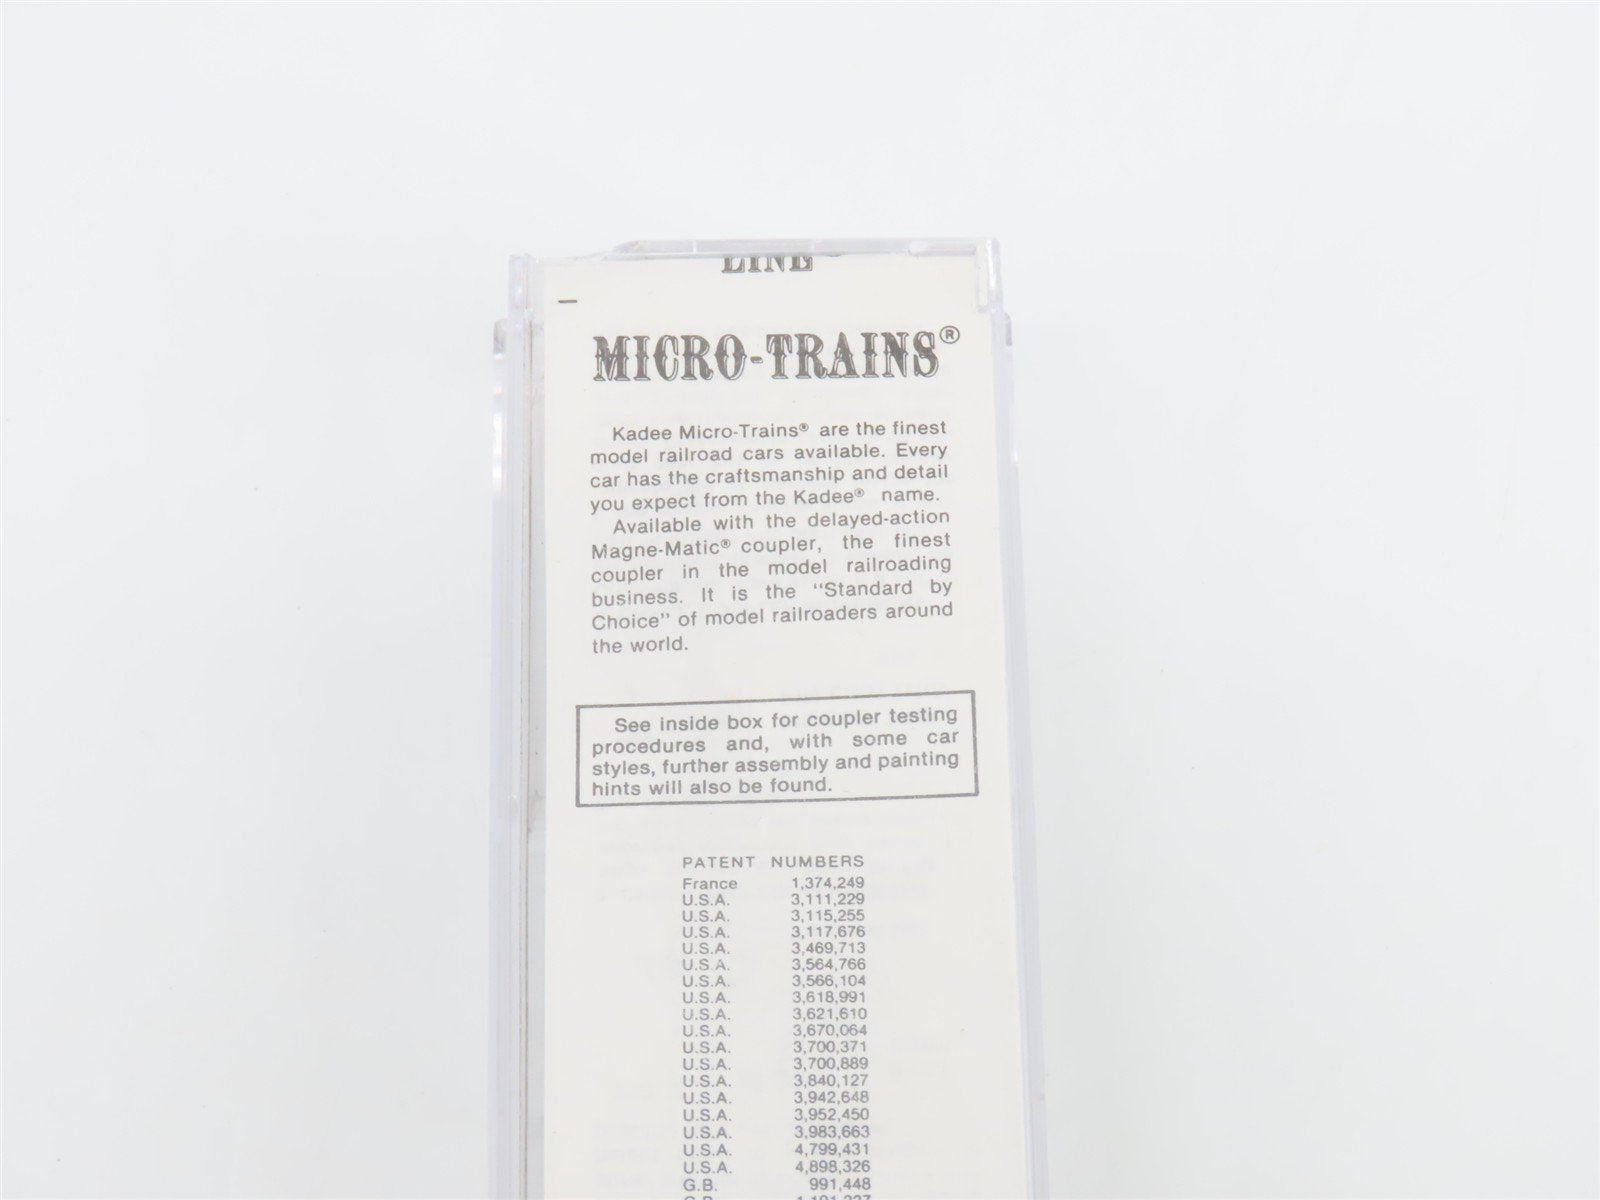 LINE
MICRO-TRAINS®
Kadee Micro-Trains® are the finest
model railroad cars available. Every
car has the craftsmanship and detail
you expect from the Kadee® name.
Available with the delayed-action
Magne-Matic® coupler, the finest
coupler in the model railroading
business. It is the "Standard by
Choice" of model railroaders around
the world.
See inside box for coupler testing
procedures and, with some car
styles, further assembly and painting
hints will also be found.
PATENT NUMBERS
France 1,374,249
U.S.A. 3,111,229
U.S.A. 3,115,255
U.S.A. 3,117,676
U.S.A. 3,469,713
U.S.A. 3,564,766
U.S.A. 3,566,104
U.S.A. 3,618,991
U.S.A. 3,621,610
U.S.A. 3,670,064
U.S.A. 3,700,371
U.S.A. 3,700,889
U.S.A. 3,840,127
U.S.A. 3,942,648
U.S.A. 3,952,450
U.S.A. 3,983,663
U.S.A. 4,799,431
U.S.A. 4,898,326
G.B. 991,448